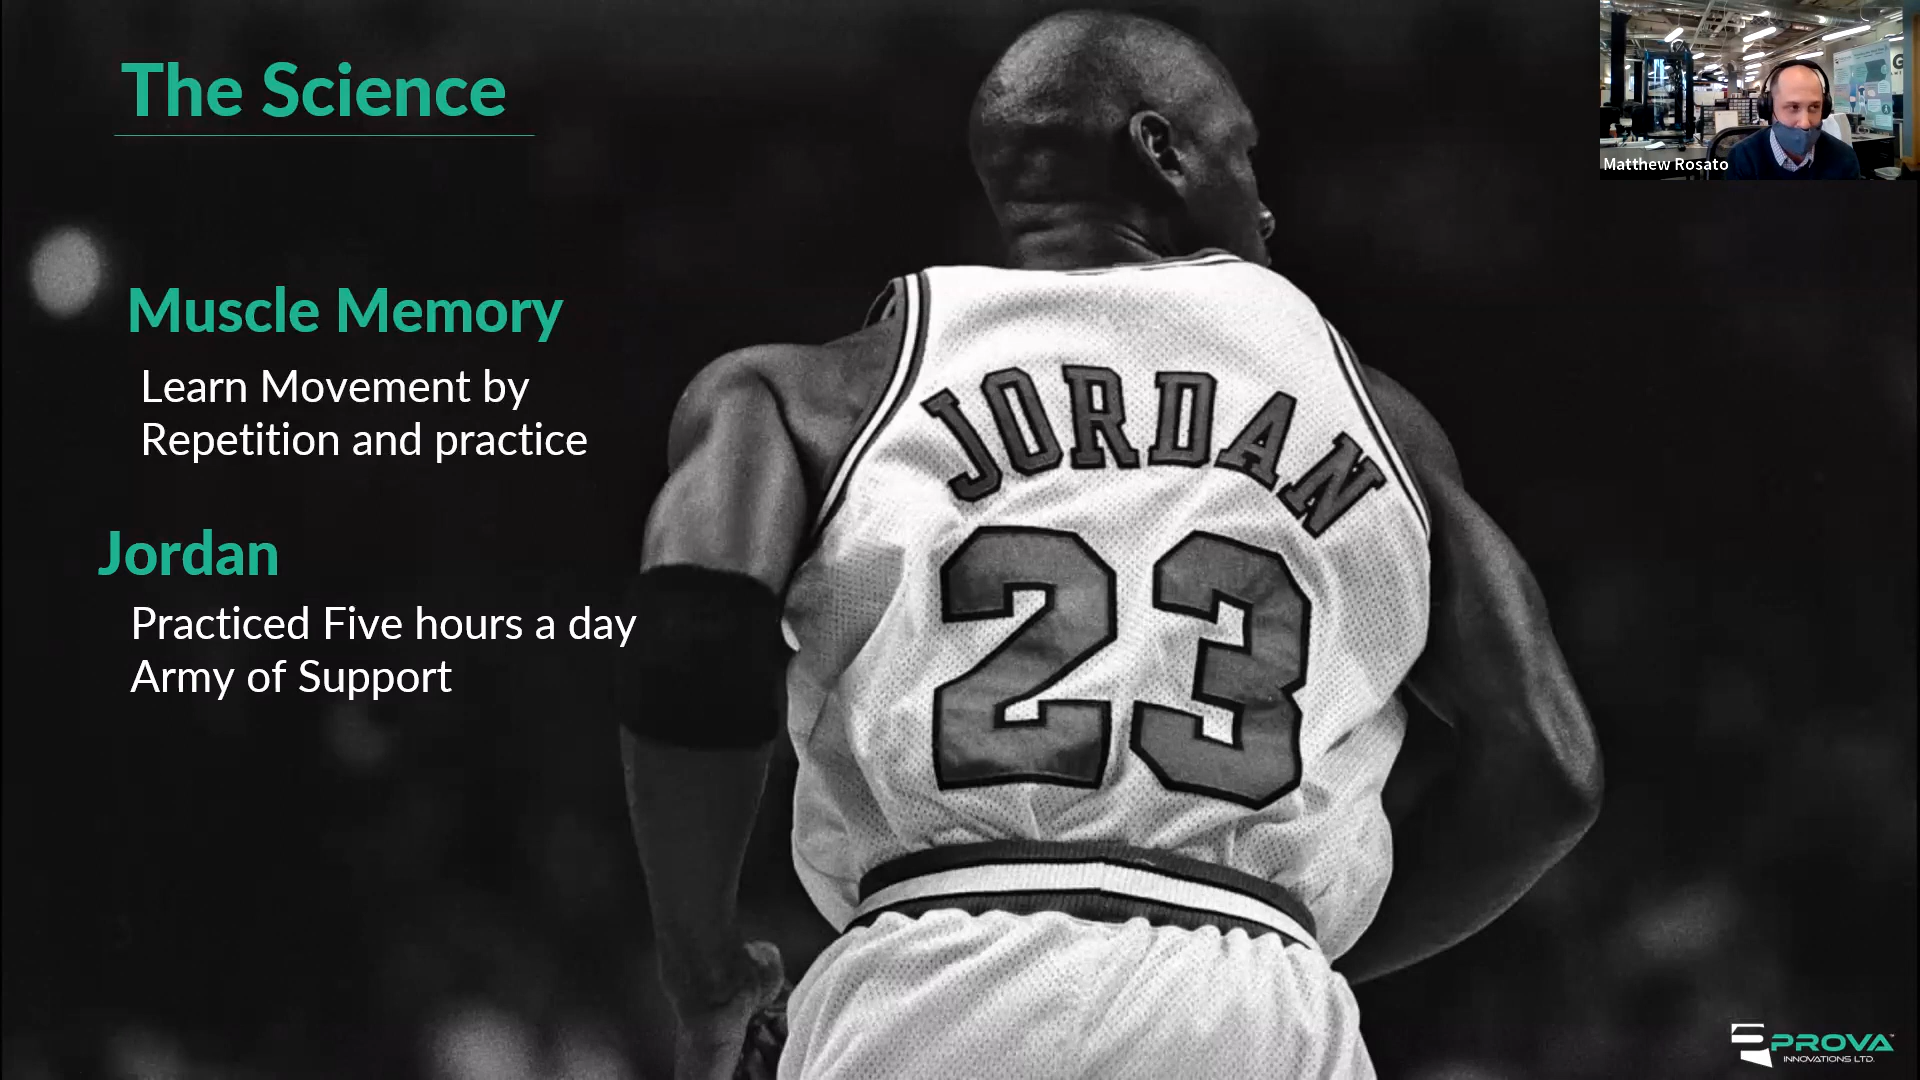 The Science
Matthew Rosato
Muscle Memory
Learn Movement by
Repetition and practice
Jordan
Practiced Five hours a day
Army of Support
JORDAN
23
PROVA™
INNOVATIONS LTD.